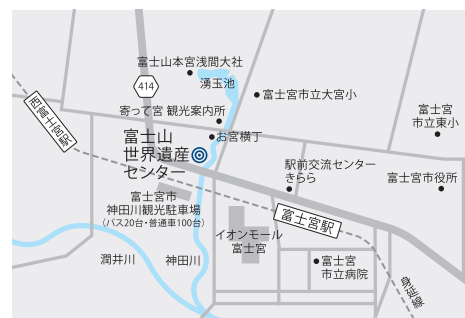 富士山本宮浅間大社
414
湧玉池
富士宮市立大宮小
寄って宮 観光案内所
富士宮
市立東小
西富士宮駅
お宮横丁
富士山
世界遺産
センター
駅前交流センター
きらら
富士宮市役所
富士宮市
神田川観光駐車場
(バス20台・普通車100台)
富士宮駅
イオンモール
富士宮
潤井川
神田川
富士宮
市立病院
身延線